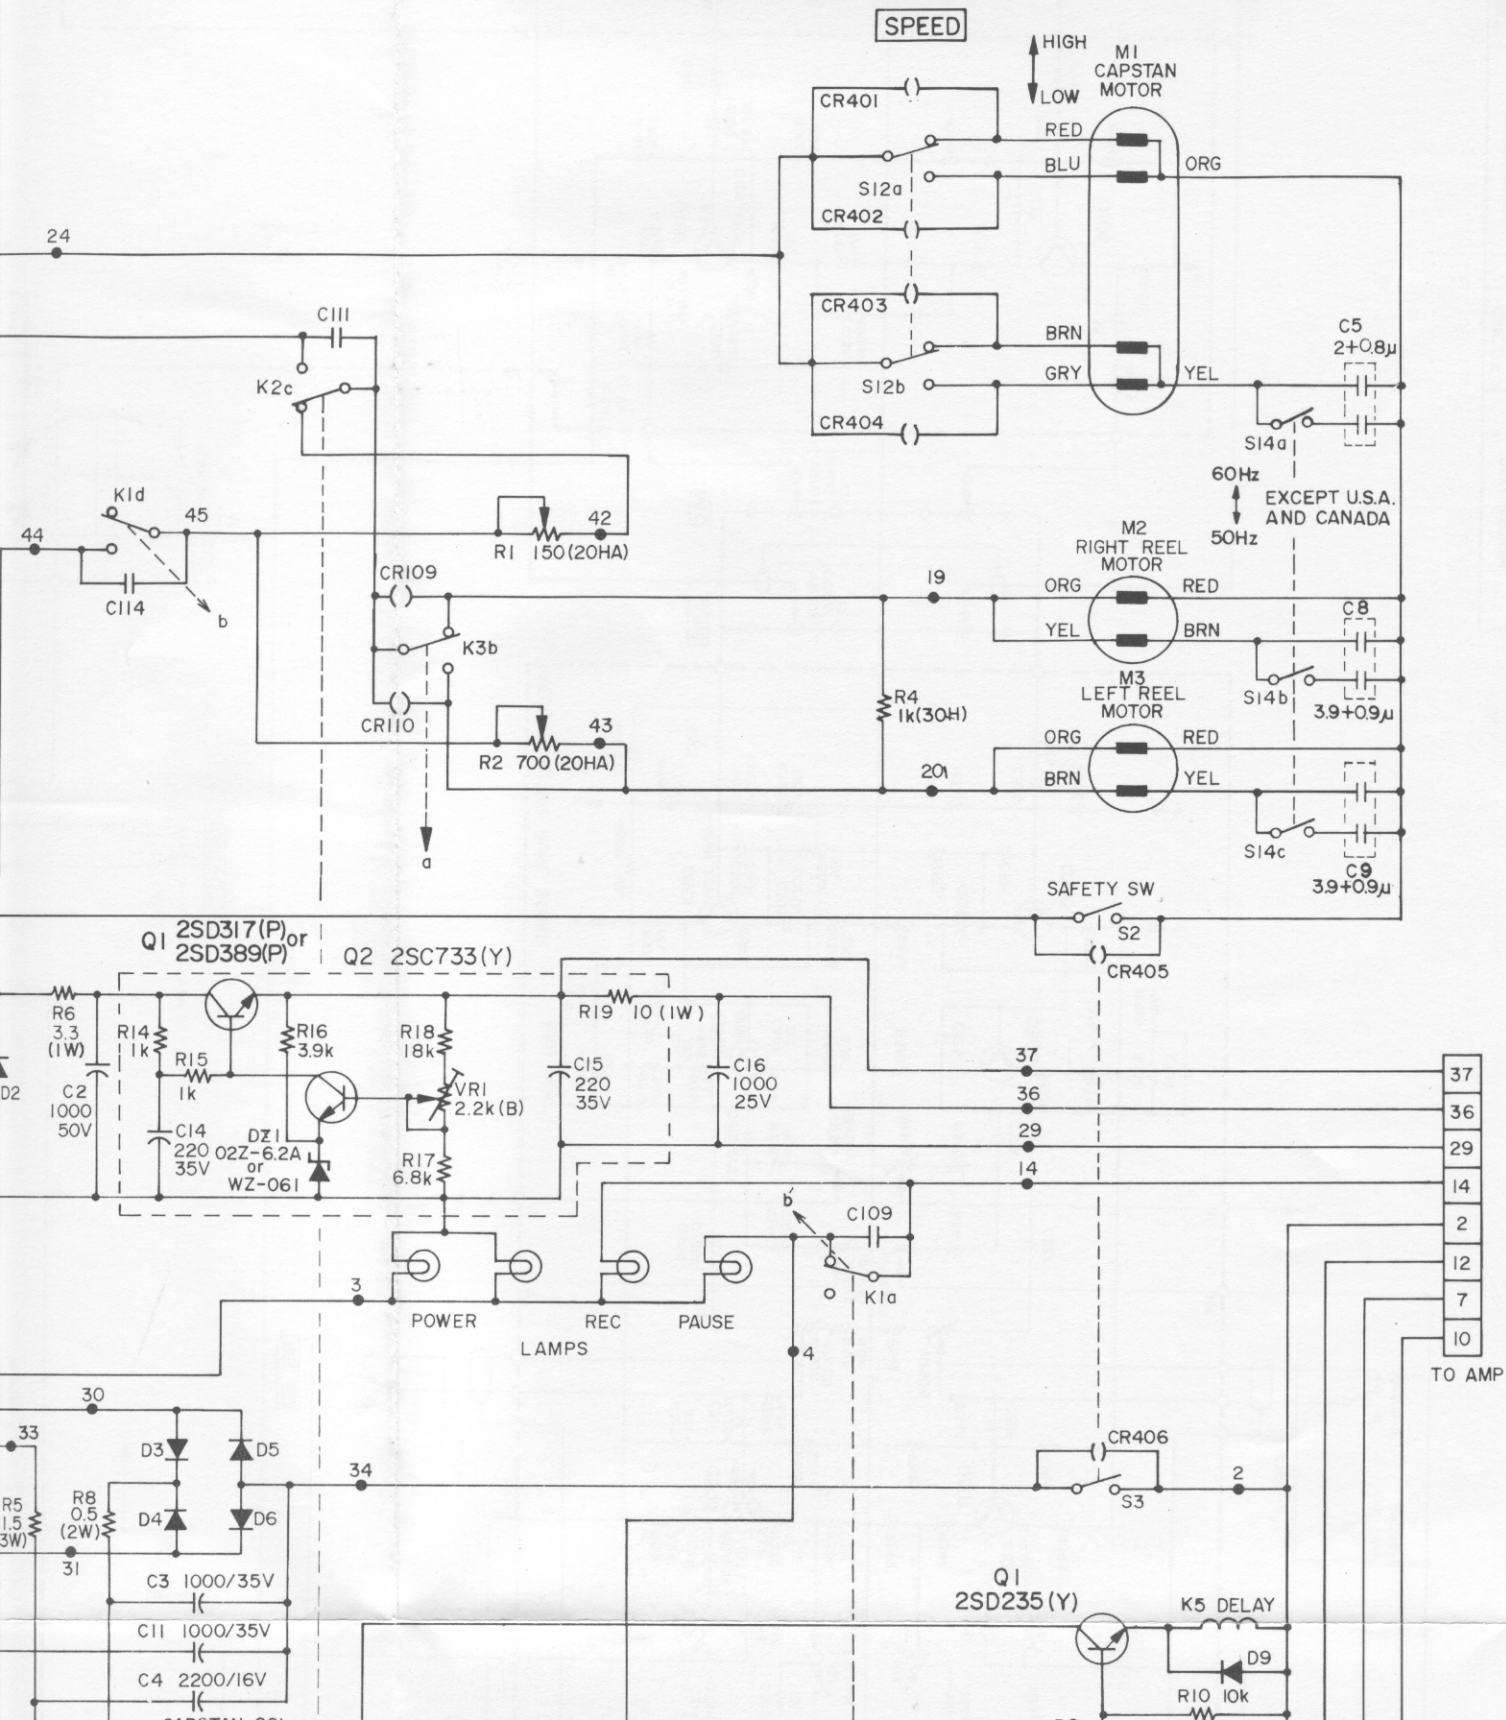 SPEED
HIGH
LOW
M1
CAPSTAN
MOTOR
CR401
RED
BLU
ORG
S12a
CR402
24
CR403
BRN
C111
C5
2+0.8µ
K2c
S12b
GRY
YEL
CR404
S14a
60Hz
50Hz
EXCEPT U.S.A.
AND CANADA
K1d
45
44
42
R1 150(20HA)
M2
RIGHT REEL
MOTOR
CR109
19
ORG
RED
C114
b
C8
YEL
BRN
K3b
S14b
3.9+0.9µ
R4
1k(30H)
M3
LEFT REEL
MOTOR
CR110
43
R2 700(20HA)
ORG
RED
201
BRN
YEL
S14c
a
C9
3.9+0.9µ
SAFETY SW
S2
CR405
Q1 2SD317(P) or
2SD389(P)
Q2 2SC733(Y)
R6
3.3
(1W)
R14
1k
R16
3.9k
R18
18k
R19 10(1W)
R15
1k
C15
220
35V
C16
1000
25V
VR1
2.2k(B)
D2
C2
1000
50V
C14
220
35V
DZ1
02Z-6.2A
or
WZ-061
R17
6.8k
37
36
29
14
37
36
29
14
2
12
7
10
TO AMP
b'
C109
K1a
3
POWER
REC
PAUSE
LAMPS
4
30
33
D3
D5
34
CR406
S3
2
R5
1.5
3W)
R8
0.5
(2W)
D4
D6
31
C3 1000/35V
C11 1000/35V
C4 2200/16V
Q1
2SD235(Y)
K5 DELAY
D9
R10 10k